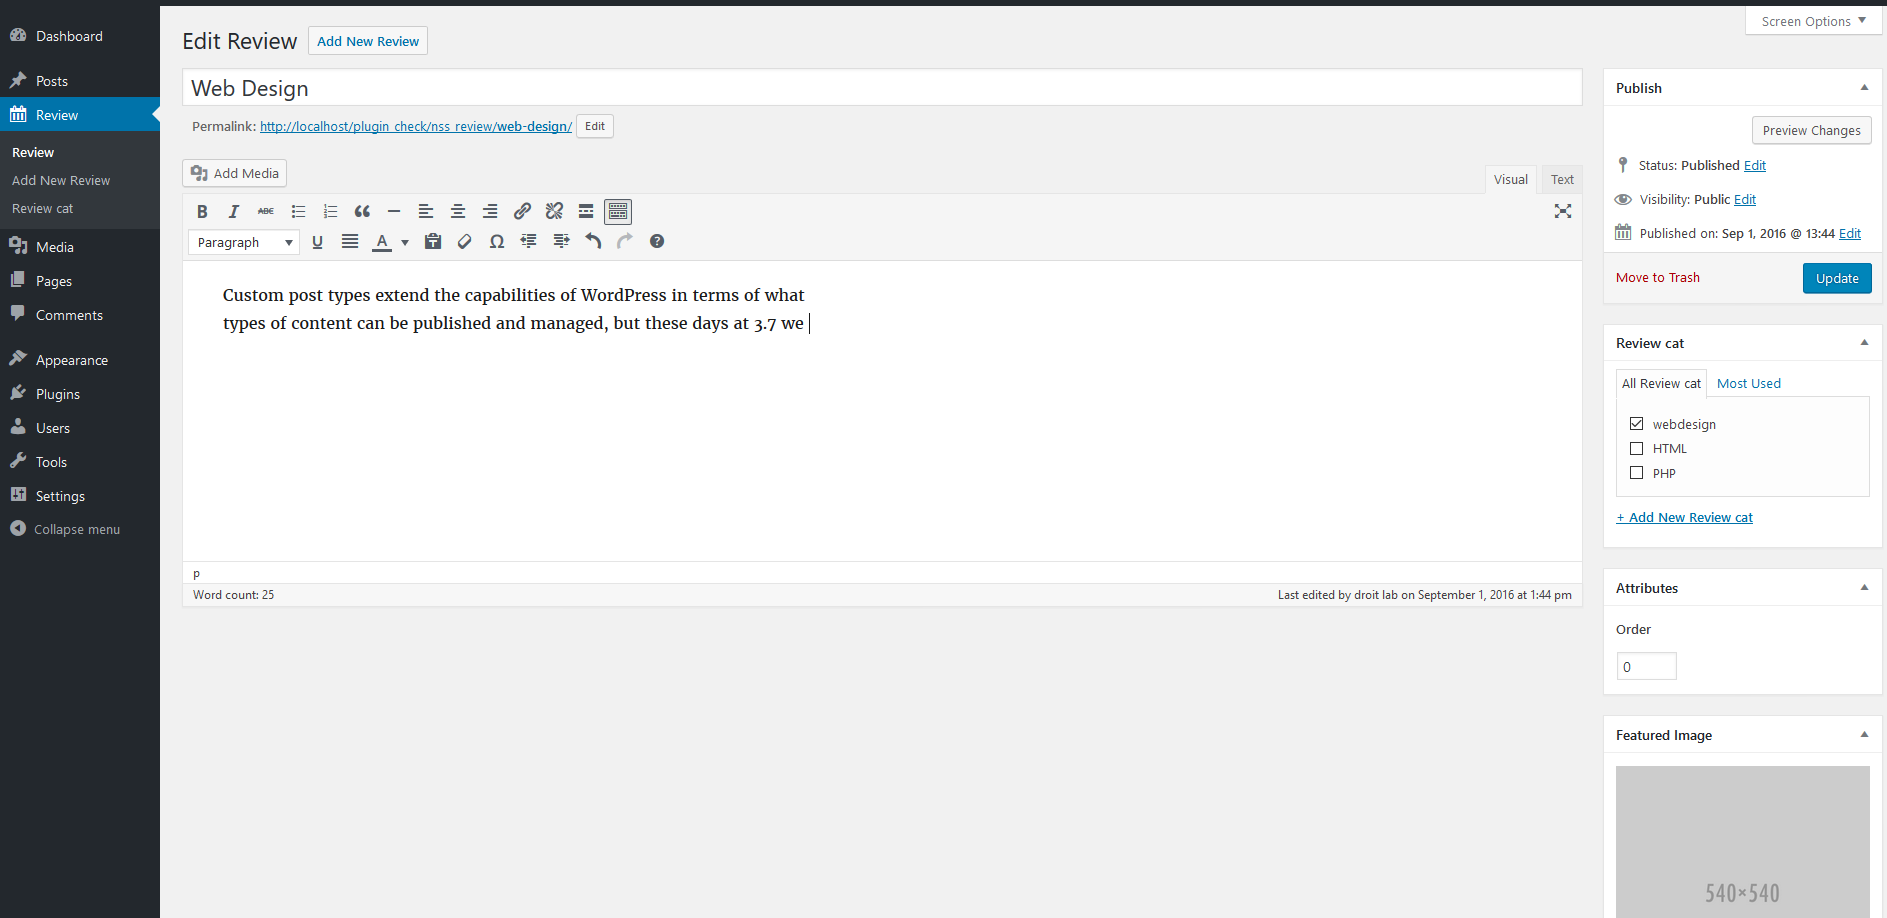 Dashboard
Posts
Review
Review
Add New Review
Review cat
Media
Pages
Comments
Appearance
Plugins
Users
Tools
Settings
Collapse menu
Screen Options
Edit Review Add New Review
Web Design
Permalink: http://localhost/plugin_check/nss_review/web-design/ Edit
Add Media
Visual Text
B I ABC
Paragraph U A Ω
Custom post types extend the capabilities of WordPress in terms of what
types of content can be published and managed, but these days at 3.7 we
p
Word count: 25 Last edited by droit lab on September 1, 2016 at 1:44 pm
Publish
Preview Changes
Status: Published Edit
Visibility: Public Edit
Published on: Sep 1, 2016 @ 13:44 Edit
Move to Trash Update
Review cat
All Review cat Most Used
webdesign
HTML
PHP
+ Add New Review cat
Attributes
Order
0
Featured Image
540×540